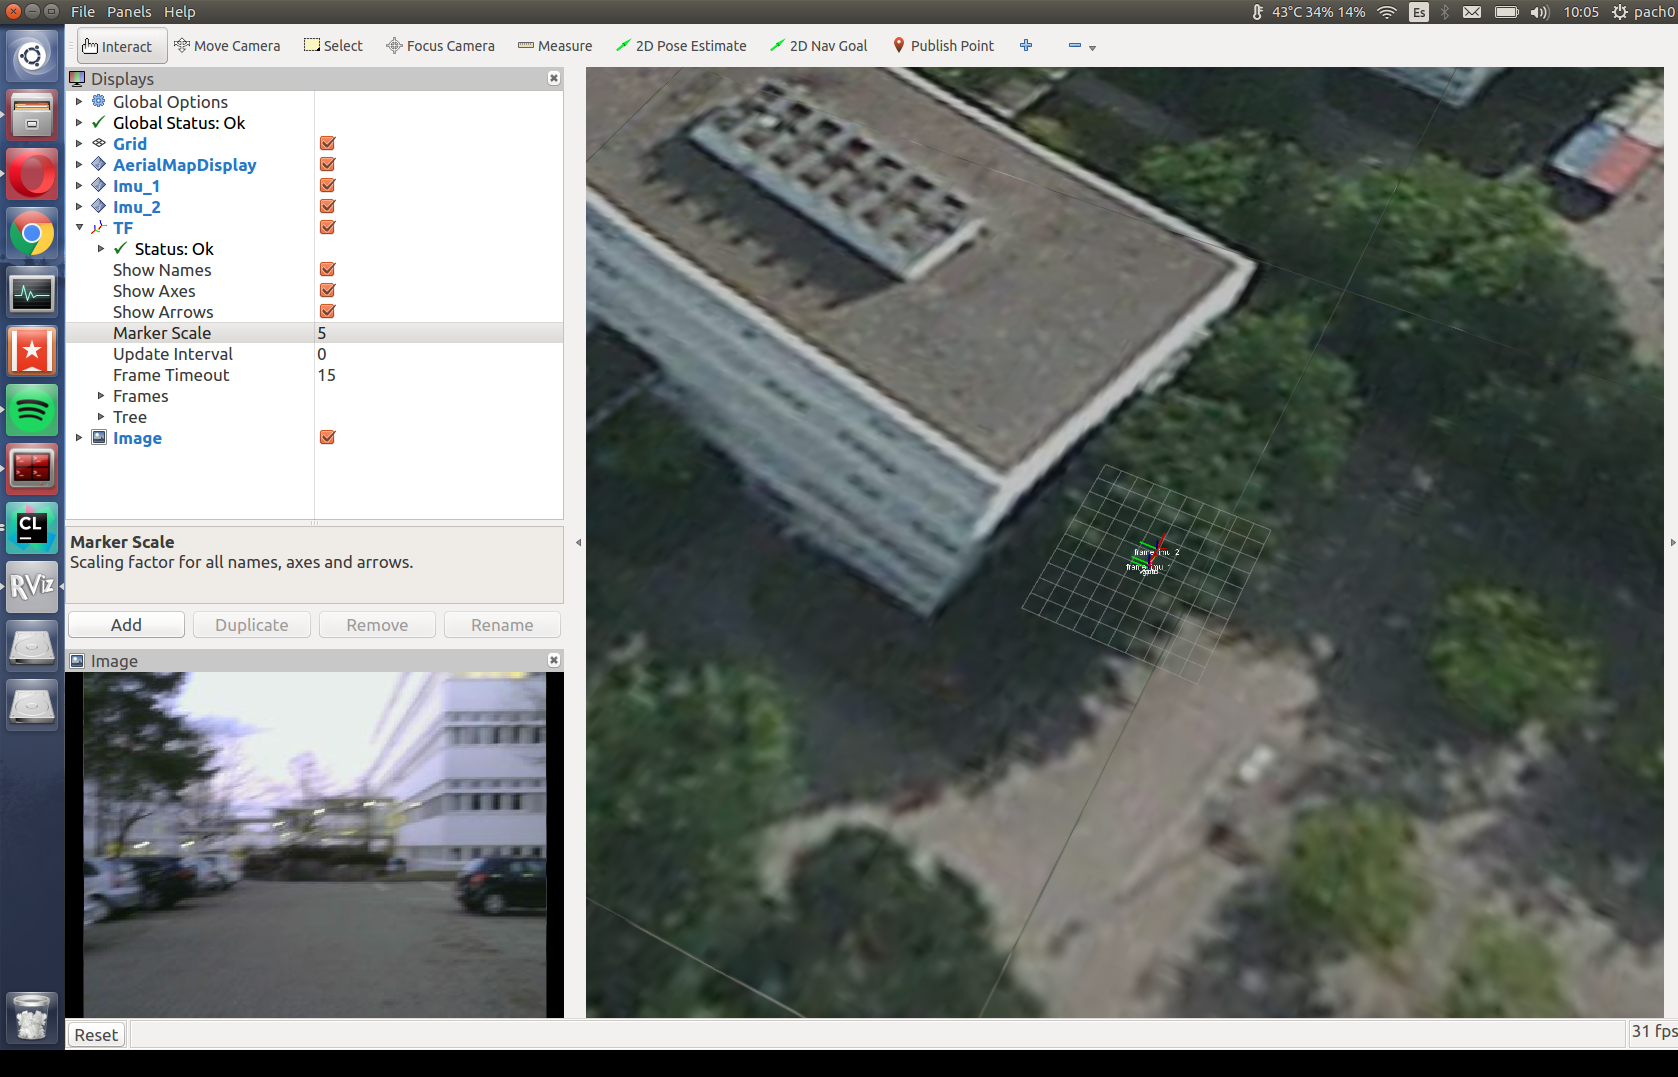 File Panels Help
43°C 34% 14% Es 10:05 pach0
Interact Move Camera Select Focus Camera Measure 2D Pose Estimate 2D Nav Goal Publish Point
Displays
Global Options
Global Status: Ok
Grid
AerialMapDisplay
Imu_1
Imu_2
TF
Status: Ok
Show Names
Show Axes
Show Arrows
Marker Scale 5
Update Interval 0
Frame Timeout 15
Frames
Tree
Image
Marker Scale
Scaling factor for all names, axes and arrows.
Add Duplicate Remove Rename
Image
CL
RViz
Reset
31 fps